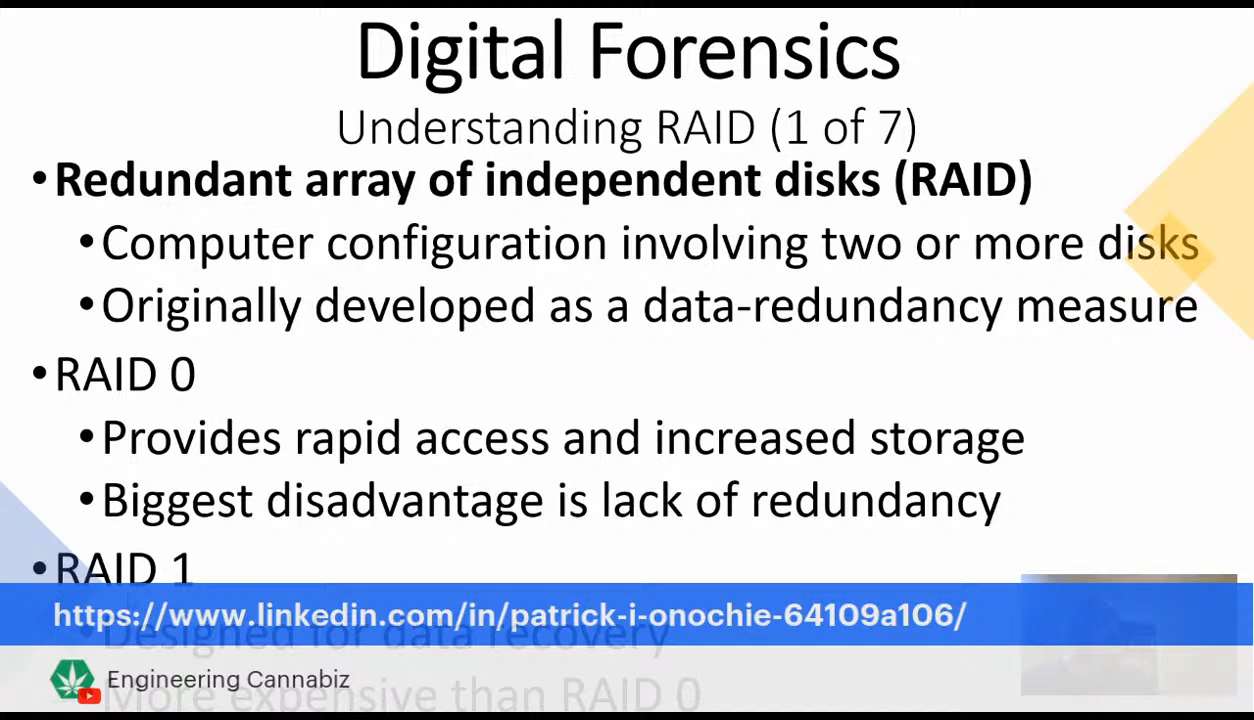 Digital Forensics
Understanding RAID (1 of 7)
•Redundant array of independent disks (RAID)
•Computer configuration involving two or more disks
•Originally developed as a data-redundancy measure
•RAID 0
•Provides rapid access and increased storage
•Biggest disadvantage is lack of redundancy
•RAID 1
https://www.linkedin.com/in/patrick-i-onochie-64109a106/
•Designed for data recovery
Engineering Cannabiz
More expensive than RAID 0